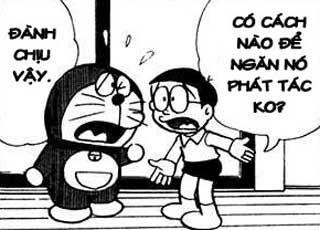 CÓ CÁCH
NÀO ĐỂ
NGĂN NÓ
PHÁT TÁC
KO?
ĐÀNH
CHỊU
VẬY.